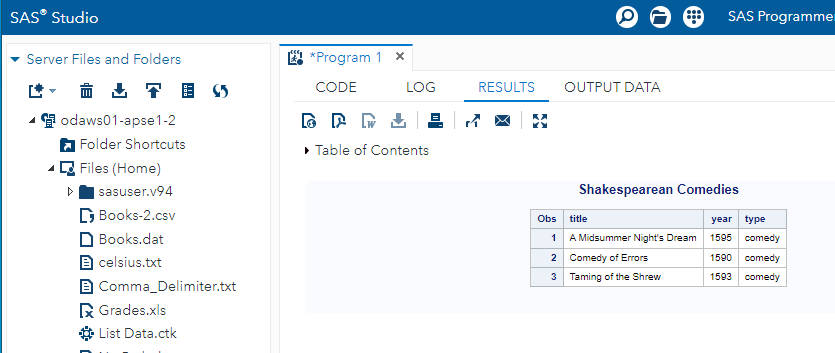 SAS® Studio
SAS Programmer
Server Files and Folders
odaws01-apse1-2
Folder Shortcuts
Files (Home)
sasuser.v94
Books-2.csv
Books.dat
celsius.txt
Comma_Delimiter.txt
Grades.xls
List Data.ctk
*Program 1
CODE LOG RESULTS OUTPUT DATA
Table of Contents
Shakespearean Comedies
Obs title year type
1 A Midsummer Night's Dream 1595 comedy
2 Comedy of Errors 1590 comedy
3 Taming of the Shrew 1593 comedy